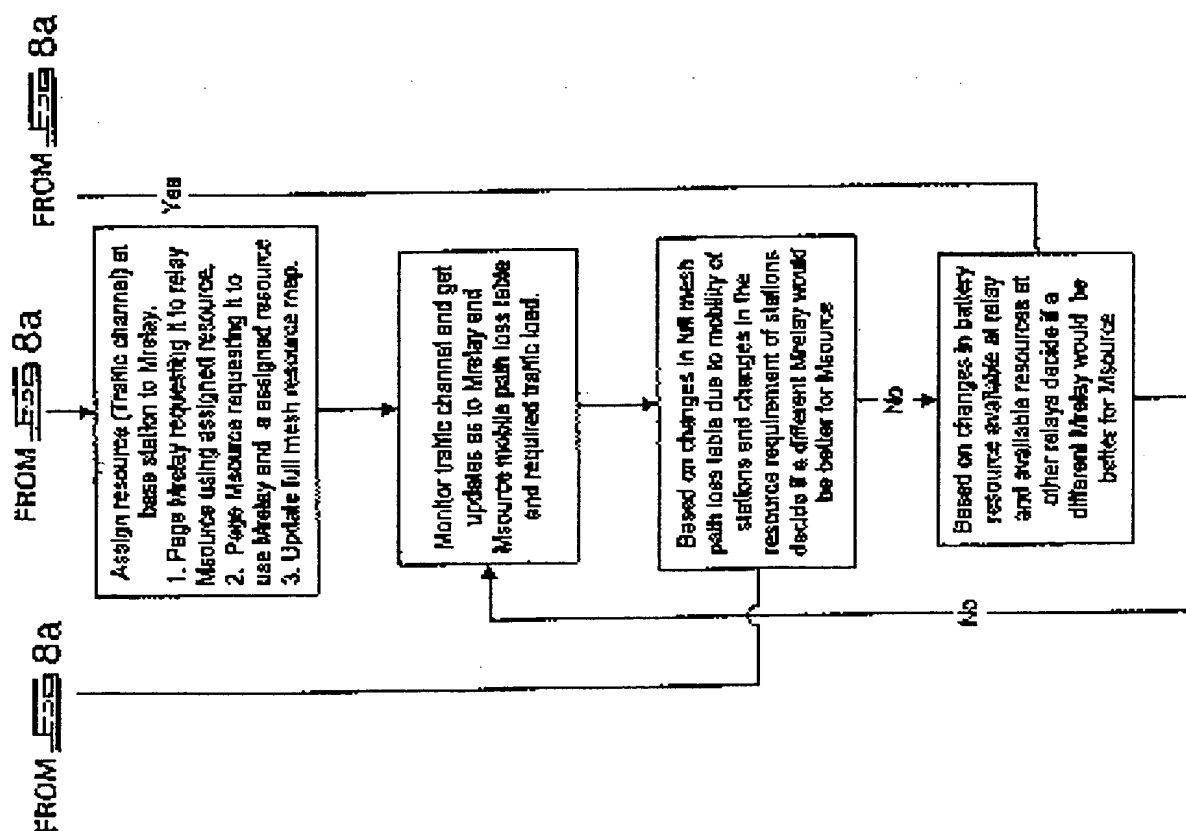 FROM Fig 8a
FROM Fig 8a
FROM Fig 8a
Assign resource (Traffic channel) at
base station to Mrelay.
1. Page Mrelay requesting it to relay
Msource using assigned resource.
2. Page Msource requesting it to
use Mrelay and a assigned resource
3. Update full mesh resource map.
Yes
Monitor traffic channel and get
updates as to Mrelay and
Msource mobile path loss table
and required traffic load.
Based on changes in full mesh
path loss table due to mobility of
stations and changes in the
resource requirement of stations
decide if a different Mrelay would
be better for Msource
No
No
Based on changes in battery
resource available at relay
and available resources at
other relays decide if a
different Mrelay would be
better for Msource